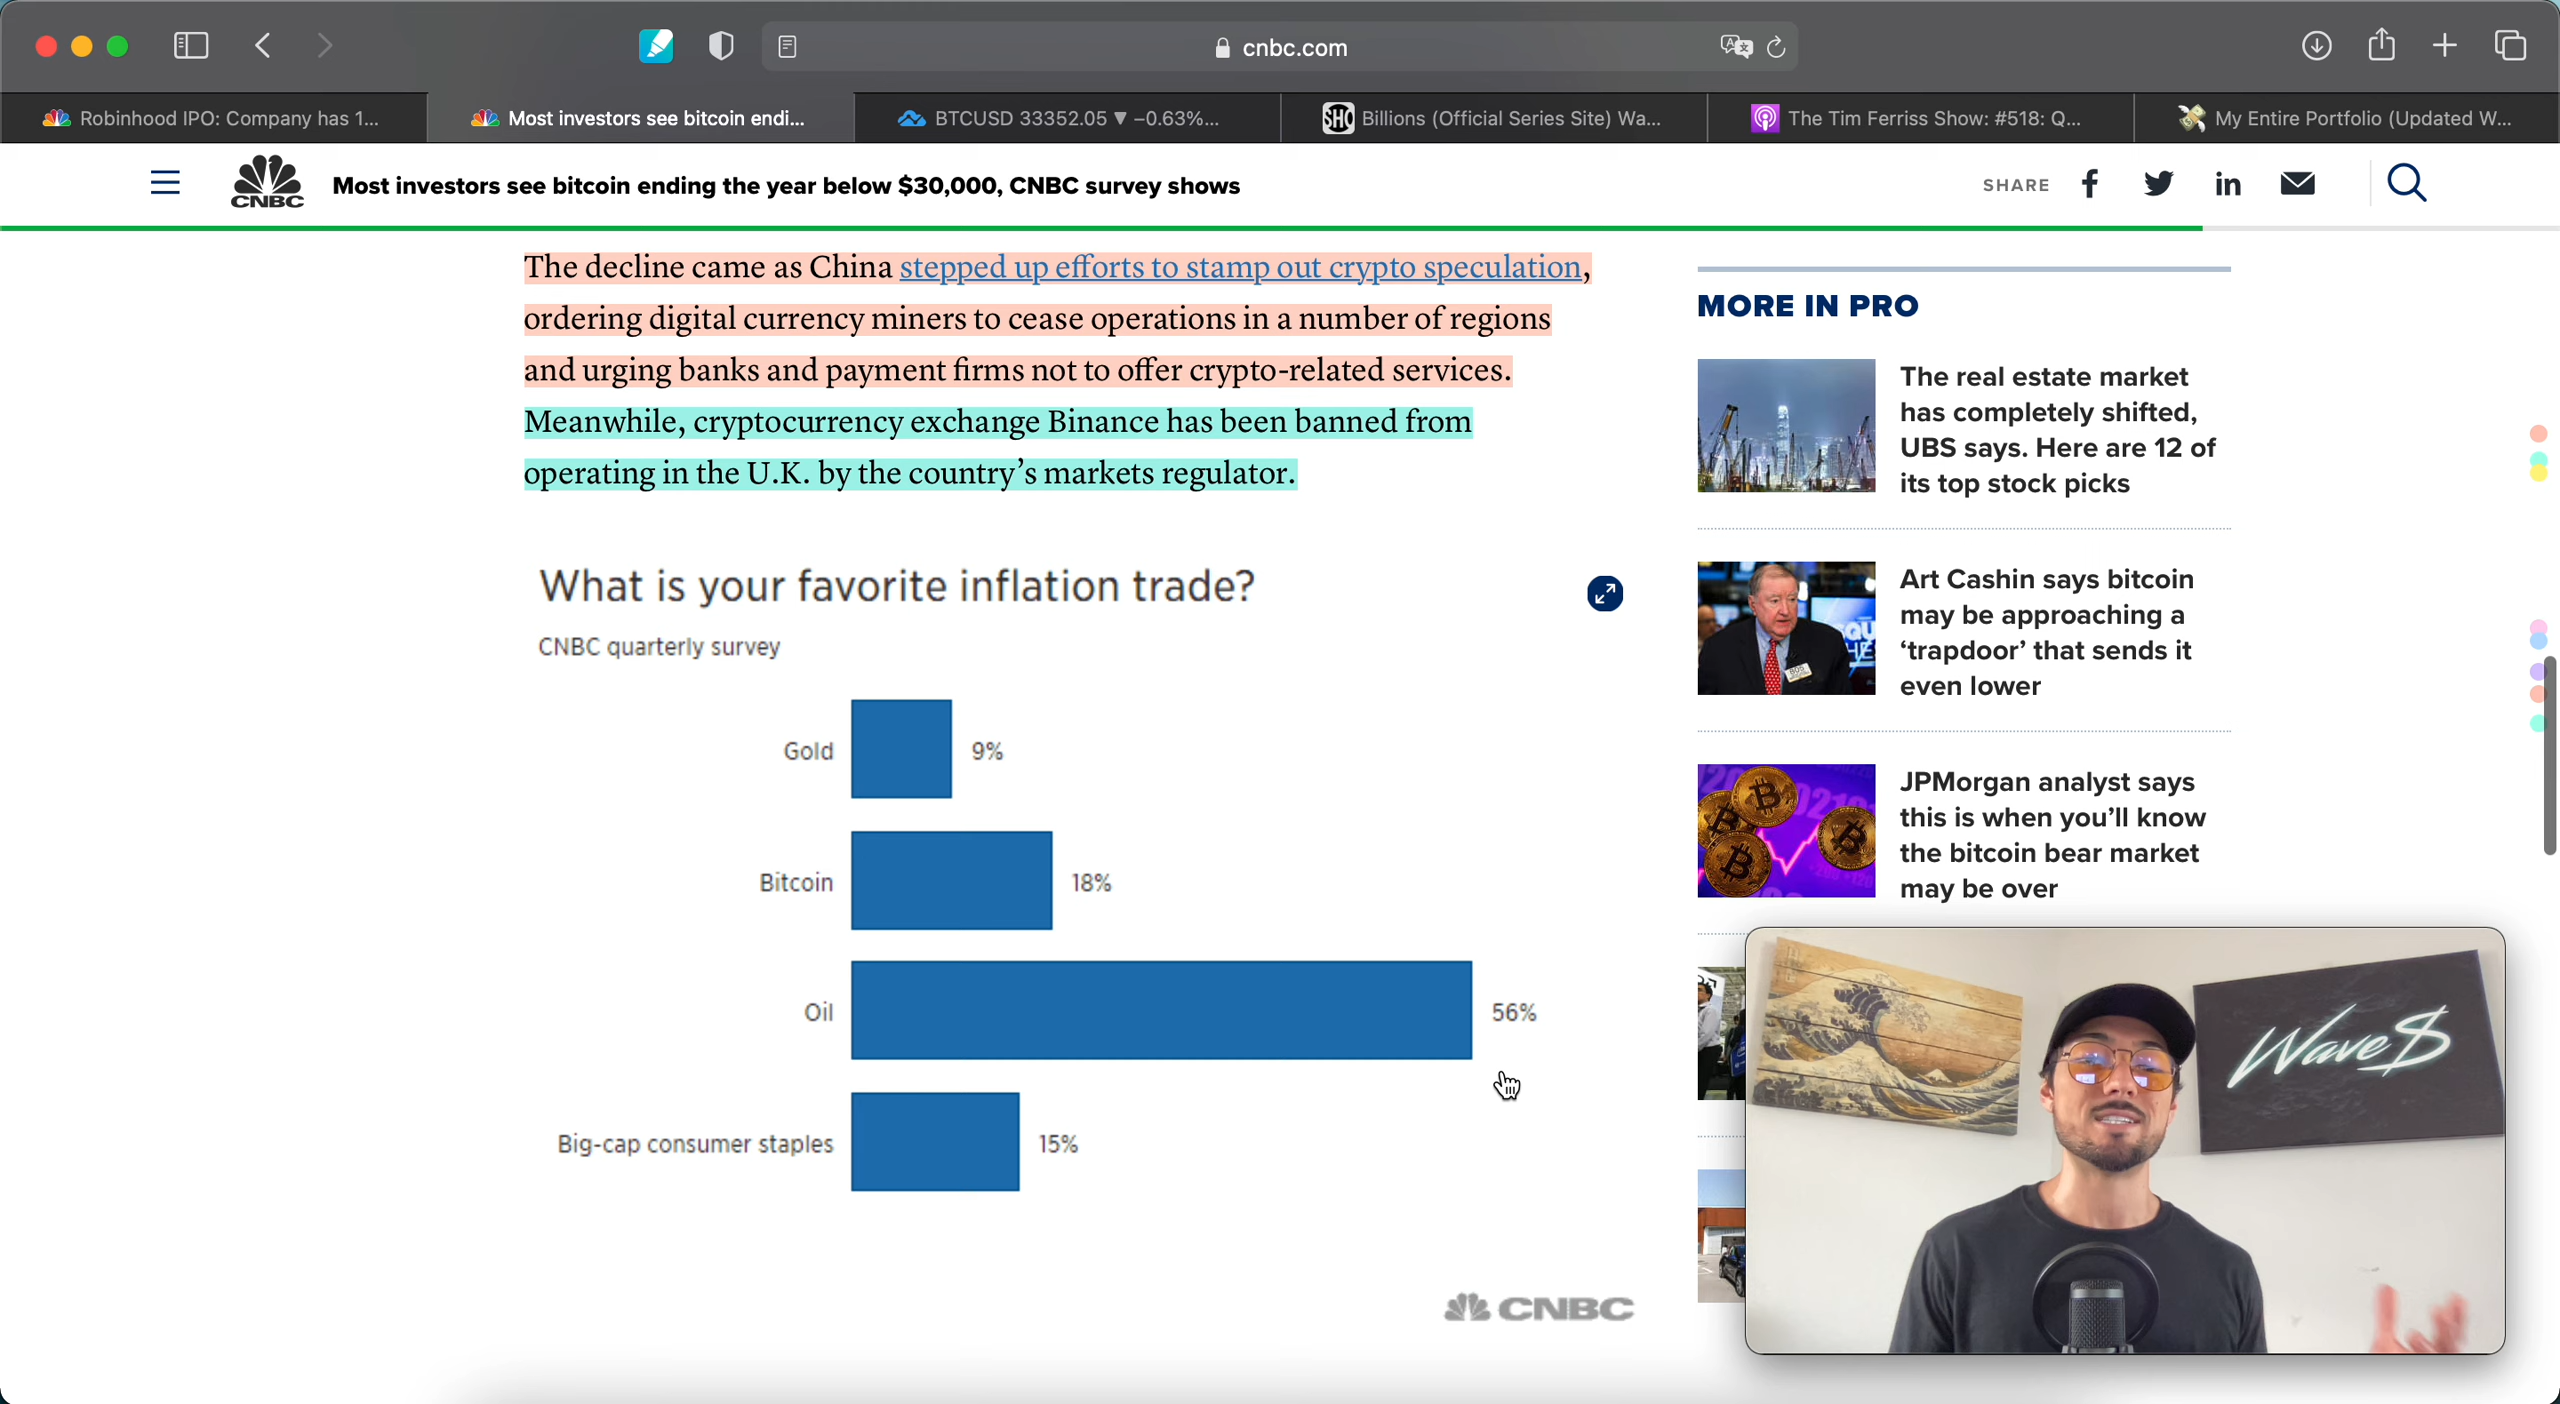 cnbc.com
Robinhood IPO: Company has 1...
Most investors see bitcoin endi...
BTCUSD 33352.05 ▼ −0.63%...
SHO
Billions (Official Series Site) Wa...
The Tim Ferriss Show: #518: Q...
My Entire Portfolio (Updated W...
CNBC
Most investors see bitcoin ending the year below $30,000, CNBC survey shows
SHARE
The decline came as China stepped up efforts to stamp out crypto speculation,
ordering digital currency miners to cease operations in a number of regions
and urging banks and payment firms not to offer crypto-related services.
Meanwhile, cryptocurrency exchange Binance has been banned from
operating in the U.K. by the country’s markets regulator.
What is your favorite inflation trade?
CNBC quarterly survey
Gold 9%
Bitcoin 18%
Oil 56%
Big-cap consumer staples 15%
CNBC
MORE IN PRO
The real estate market
has completely shifted,
UBS says. Here are 12 of
its top stock picks
Art Cashin says bitcoin
may be approaching a
‘trapdoor’ that sends it
even lower
JPMorgan analyst says
this is when you’ll know
the bitcoin bear market
may be over
Wave$